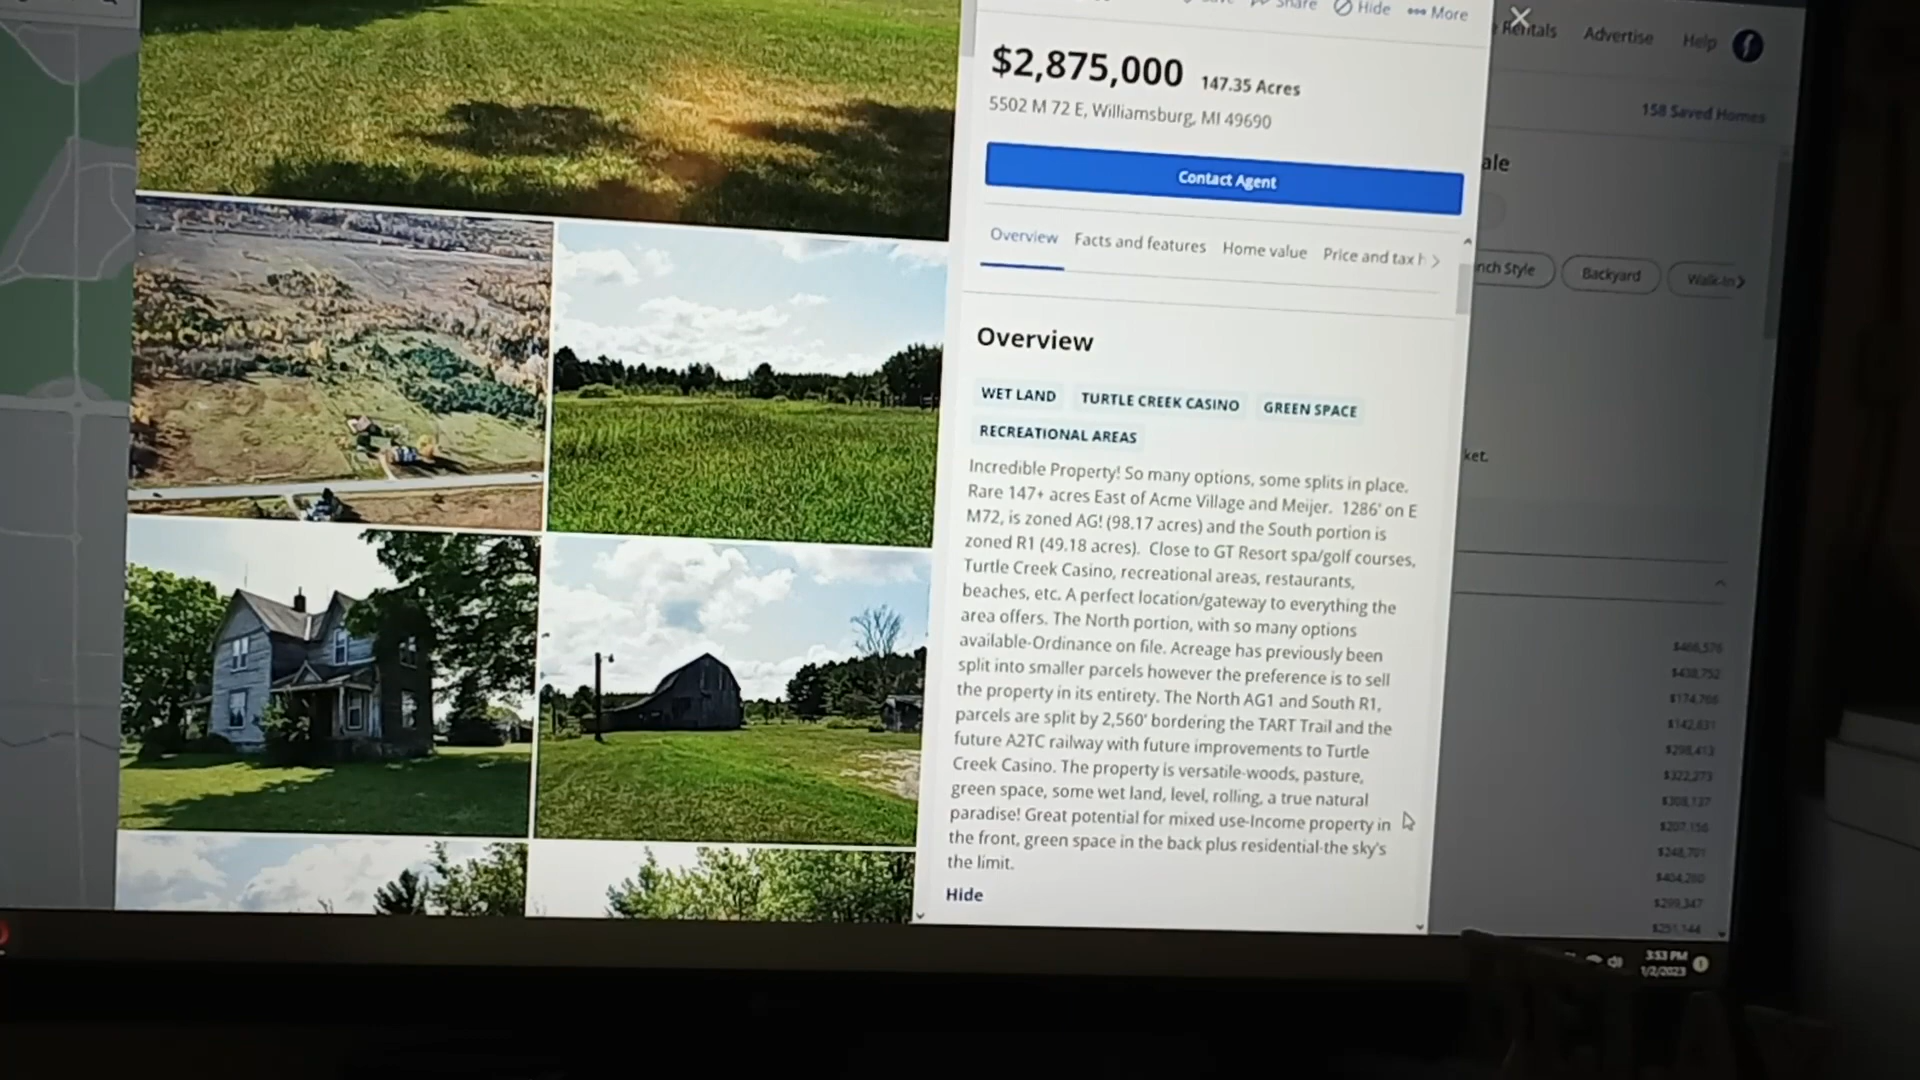 Share Hide More
Rentals Advertise Help
$2,875,000 147.35 Acres
5502 M 72 E, Williamsburg, MI 49690
158 Saved Homes
Contact Agent
Overview Facts and features Home value Price and tax h
Backyard Walk-In
nch Style
ale
Overview
WET LAND TURTLE CREEK CASINO GREEN SPACE
RECREATIONAL AREAS
Incredible Property! So many options, some splits in place.
Rare 147+ acres East of Acme Village and Meijer. 1286' on E
M72, is zoned AG! (98.17 acres) and the South portion is
zoned R1 (49.18 acres). Close to GT Resort spa/golf courses,
Turtle Creek Casino, recreational areas, restaurants,
beaches, etc. A perfect location/gateway to everything the
area offers. The North portion, with so many options
available-Ordinance on file. Acreage has previously been
split into smaller parcels however the preference is to sell
the property in its entirety. The North AG1 and South R1,
parcels are split by 2,560' bordering the TART Trail and the
future A2TC railway with future improvements to Turtle
Creek Casino. The property is versatile-woods, pasture,
green space, some wet land, level, rolling, a true natural
paradise! Great potential for mixed use-Income property in
the front, green space in the back plus residential-the sky's
the limit.
Hide
ket.
3:53 PM
1/2/2023